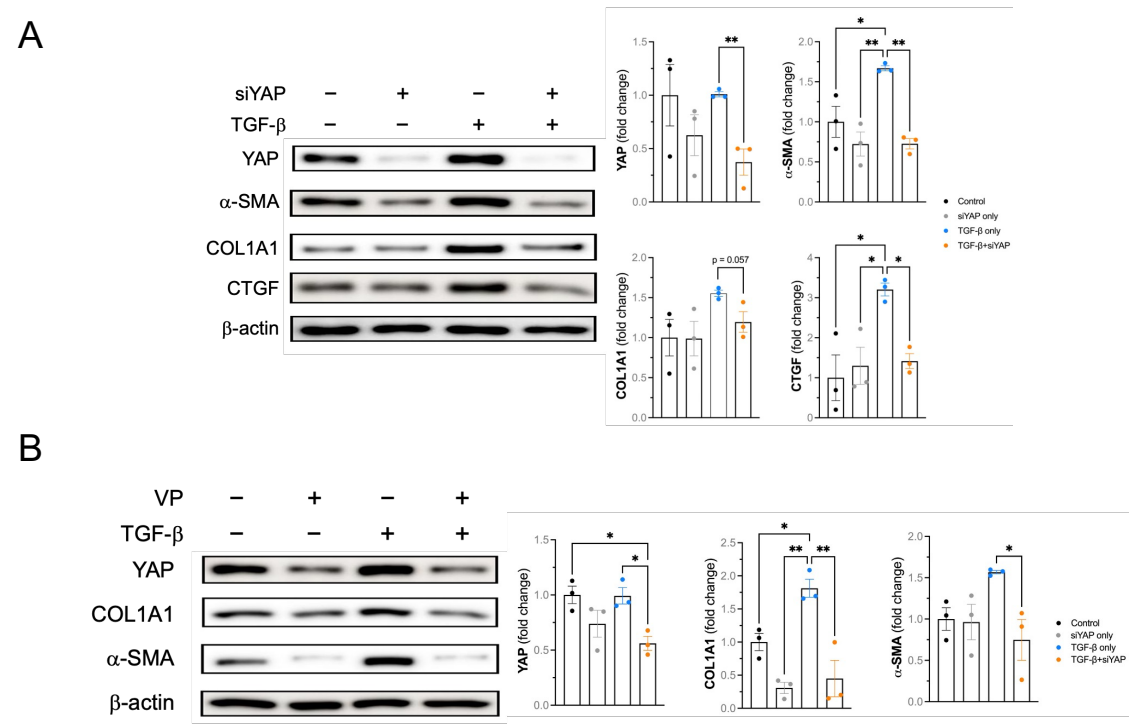 A
siYAP − + − +
TGF-β − − + +
YAP
α-SMA
COL1A1
CTGF
β-actin
YAP (fold change)
1.5
1.0
0.5
0.0
**
α-SMA (fold change)
2.0
1.5
1.0
0.5
0.0
*
** **
Control
siYAP only
TGF-β only
TGF-β+siYAP
COL1A1 (fold change)
2.0
1.5
1.0
0.5
0.0
p = 0.057
CTGF (fold change)
4
3
2
1
0
*
* *
B
VP − + − +
TGF-β − − + +
YAP
COL1A1
α-SMA
β-actin
YAP (fold change)
1.5
1.0
0.5
0.0
*
*
COL1A1 (fold change)
2.5
2.0
1.5
1.0
0.5
0.0
*
** **
α-SMA (fold change)
2.0
1.5
1.0
0.5
0.0
*
Control
siYAP only
TGF-β only
TGF-β+siYAP